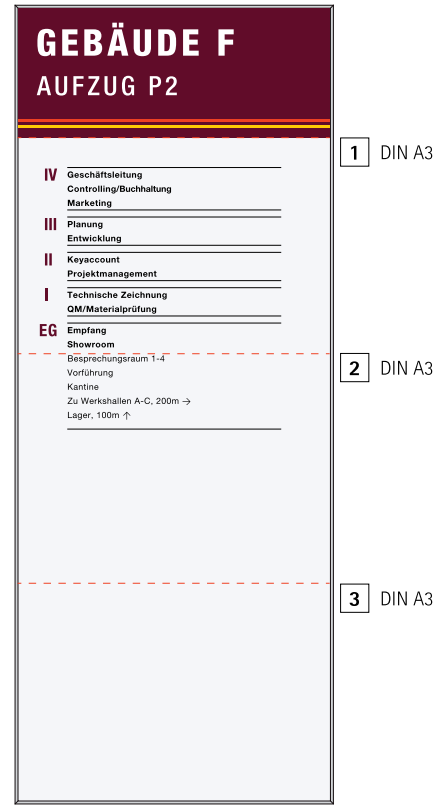 GEBÄUDE F
AUFZUG P2
1 DIN A3
IV Geschäftsleitung
Controlling/Buchhaltung
Marketing
III Planung
Entwicklung
II Keyaccount
Projektmanagement
I Technische Zeichnung
QM/Materialprüfung
EG Empfang
Showroom
Besprechungsraum 1-4
2 DIN A3
Vorführung
Kantine
Zu Werkshallen A-C, 200m →
Lager, 100m ↑
3 DIN A3